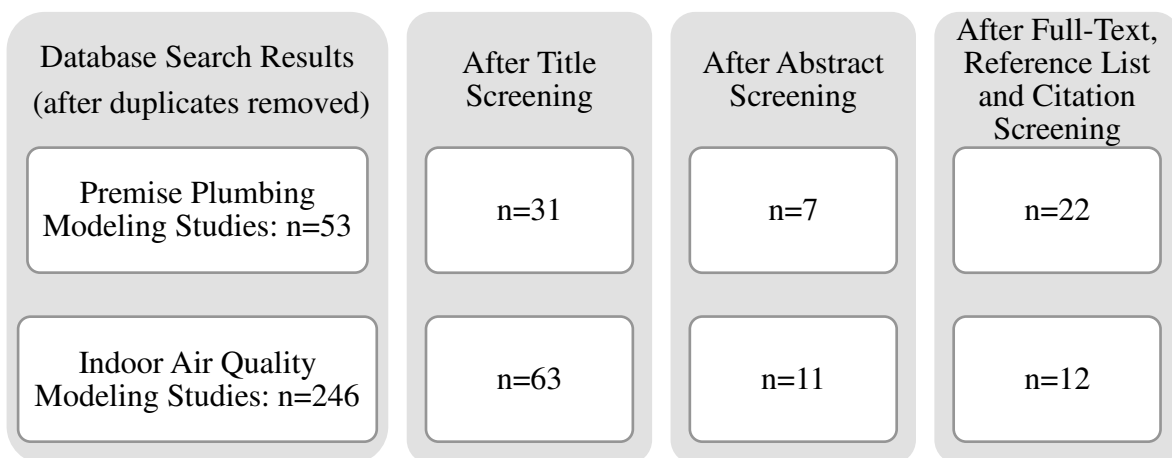 Database Search Results
(after duplicates removed)
Premise Plumbing
Modeling Studies: n=53
Indoor Air Quality
Modeling Studies: n=246
After Title
Screening
n=31
n=63
After Abstract
Screening
n=7
n=11
After Full-Text,
Reference List
and Citation
Screening
n=22
n=12